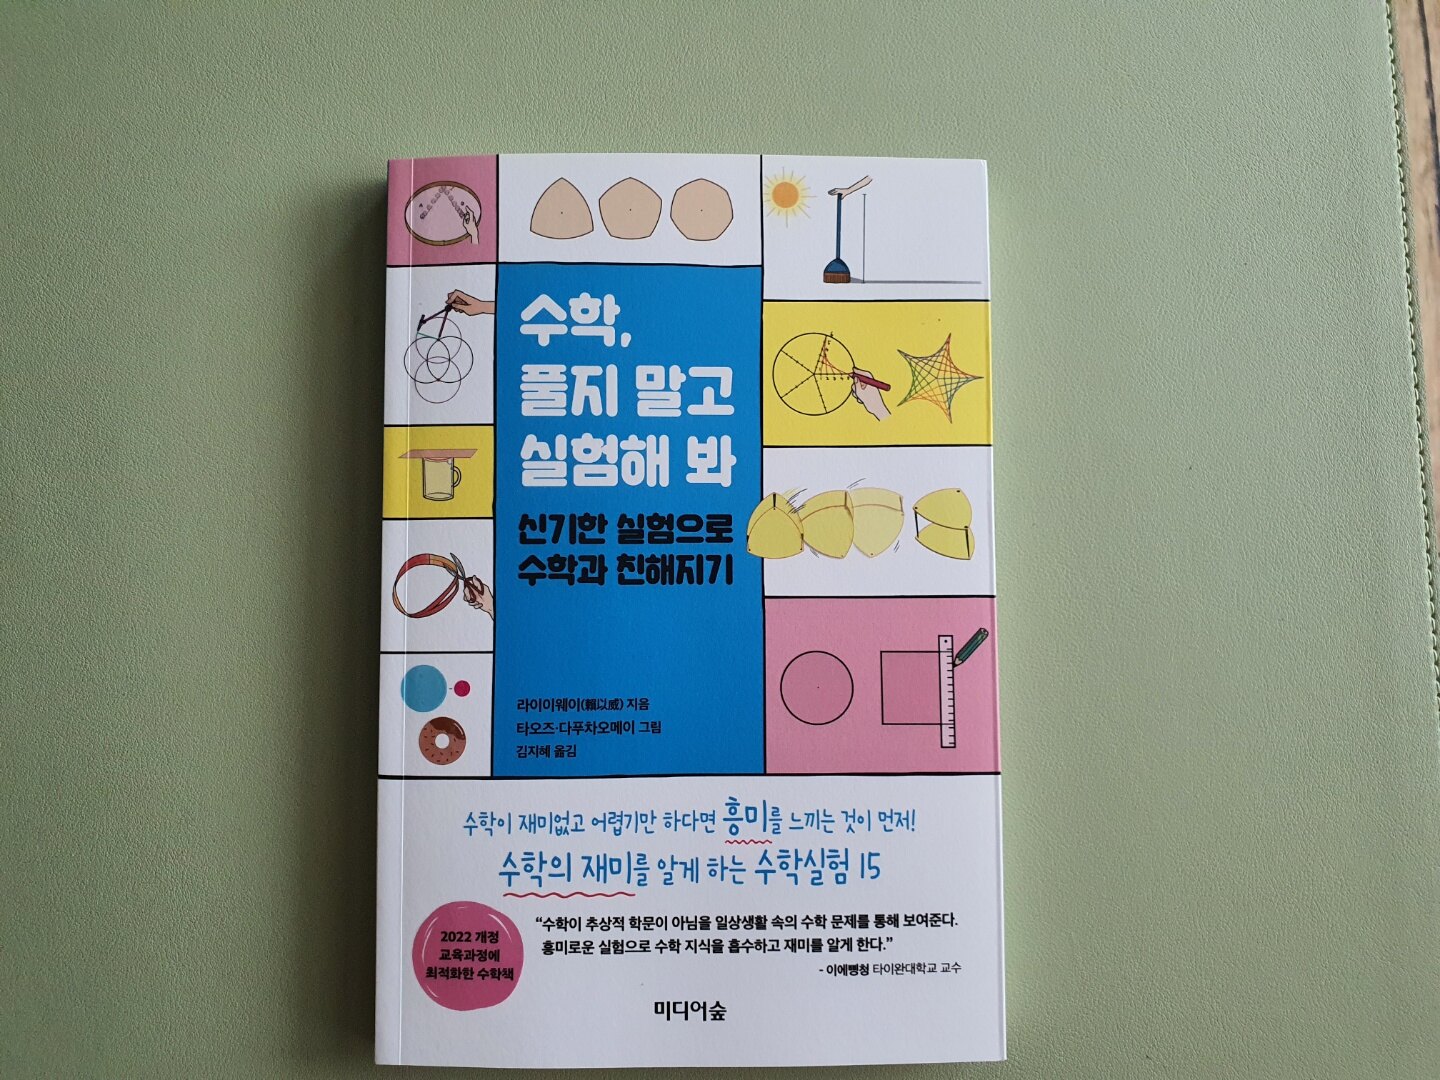 수학,
풀지 말고
실험해 봐
신기한 실험으로
수학과 친해지기
라이이웨이(賴以威) 지음
타오즈·다푸차오메이 그림
김지혜 옮김
수학이 재미없고 어렵기만 하다면 흥미를 느끼는 것이 먼저!
수학의 재미를 알게 하는 수학실험 15
2022 개정
교육과정에
최적화한 수학책
“수학이 추상적 학문이 아님을 일상생활 속의 수학 문제를 통해 보여준다.
흥미로운 실험으로 수학 지식을 흡수하고 재미를 알게 한다.”
- 이에빙청 타이완대학교 교수
미디어숲